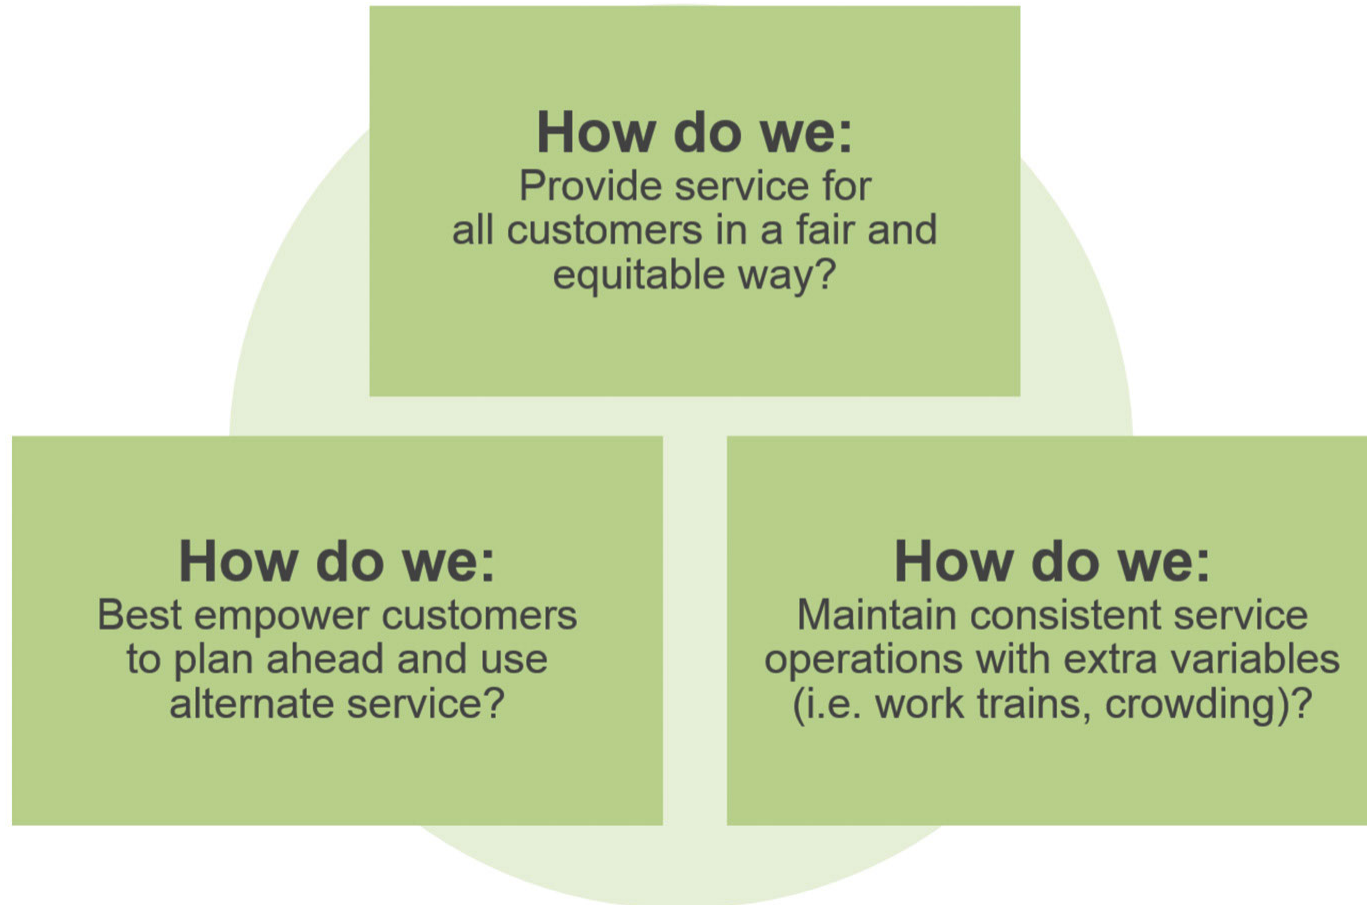 How do we:
Provide service for
all customers in a fair and
equitable way?
How do we:
Best empower customers
to plan ahead and use
alternate service?
How do we:
Maintain consistent service
operations with extra variables
(i.e. work trains, crowding)?